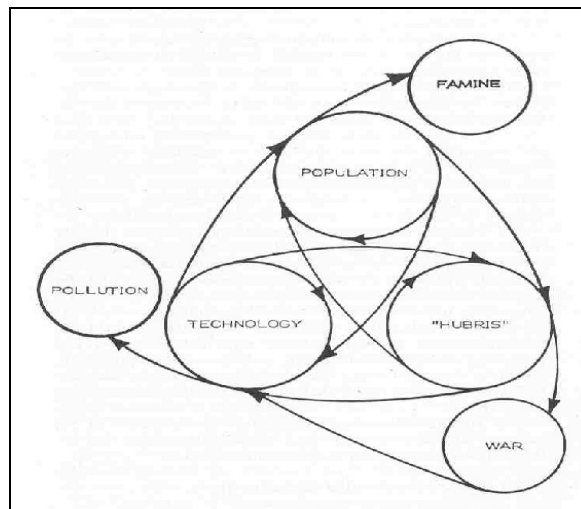 FAMINE
POPULATION
POLLUTION
TECHNOLOGY
"HUBRIS"
WAR